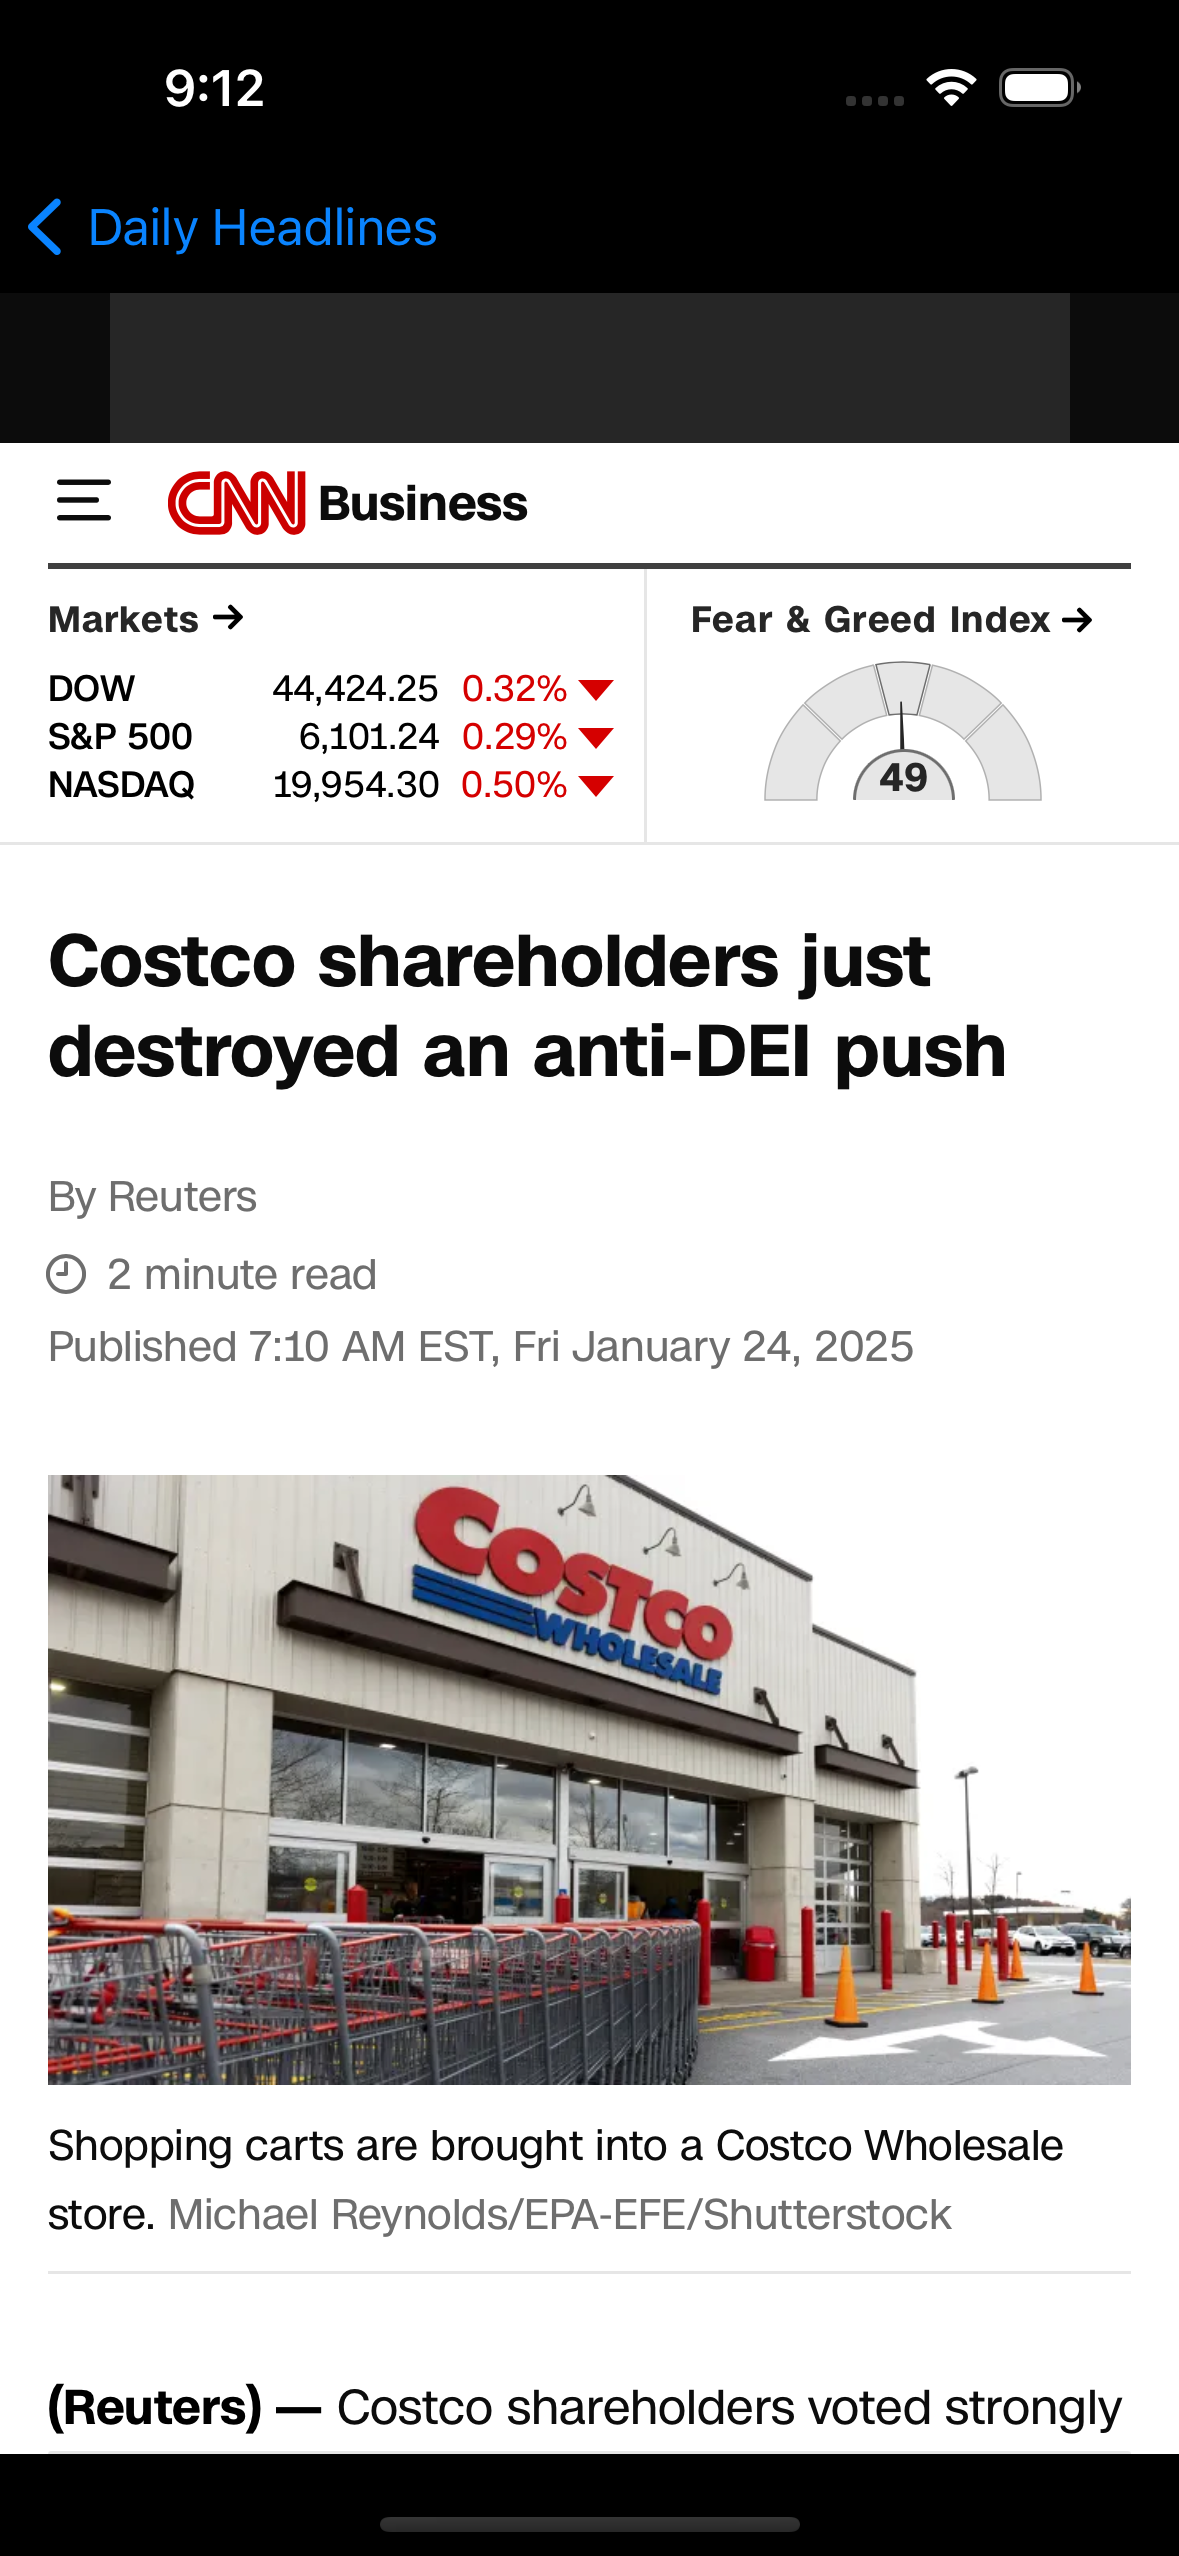 9:12
Daily Headlines
CNN Business
Markets →
Fear & Greed Index →
DOW 44,424.25 0.32% ▼
S&P 500 6,101.24 0.29% ▼
NASDAQ 19,954.30 0.50% ▼
49
Costco shareholders just
destroyed an anti-DEI push
By Reuters
2 minute read
Published 7:10 AM EST, Fri January 24, 2025
COSTCO
WHOLESALE
Shopping carts are brought into a Costco Wholesale
store. Michael Reynolds/EPA-EFE/Shutterstock
(Reuters) — Costco shareholders voted strongly